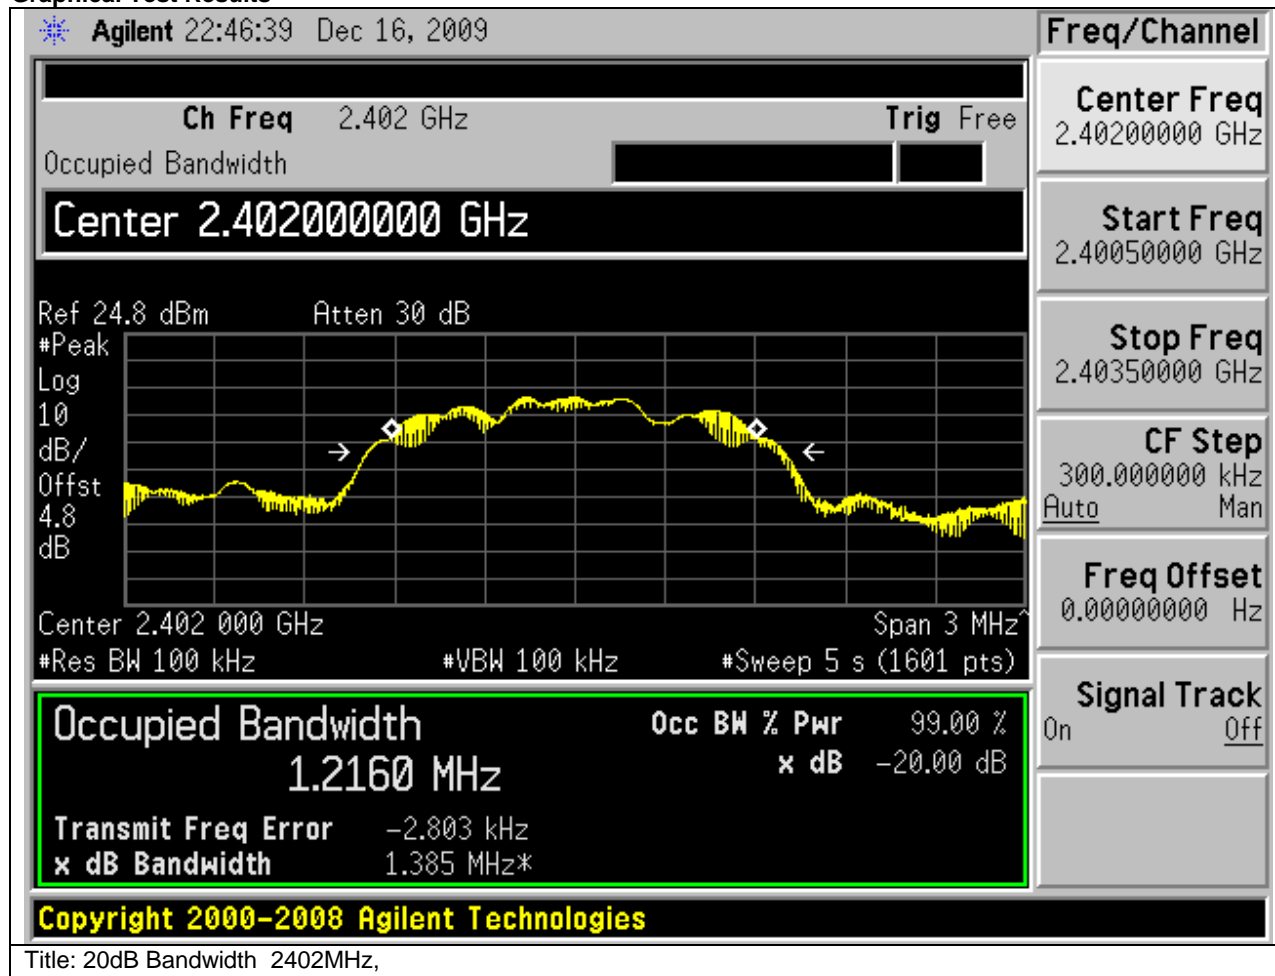 Graphical Test Results
Agilent 22:46:39 Dec 16, 2009
Freq/Channel
Ch Freq 2.402 GHz Trig Free
Occupied Bandwidth
Center 2.402000000 GHz
Ref 24.8 dBm Atten 30 dB
#Peak
Log
10
dB/
Offst
4.8
dB
Center 2.402 000 GHz Span 3 MHz^
#Res BW 100 kHz #VBW 100 kHz #Sweep 5 s (1601 pts)
Occupied Bandwidth Occ BW % Pwr 99.00 %
1.2160 MHz x dB -20.00 dB
Transmit Freq Error -2.803 kHz
x dB Bandwidth 1.385 MHz*
Center Freq
2.40200000 GHz
Start Freq
2.40050000 GHz
Stop Freq
2.40350000 GHz
CF Step
300.000000 kHz
Auto Man
Freq Offset
0.00000000 Hz
Signal Track
On Off
Copyright 2000-2008 Agilent Technologies
Title: 20dB Bandwidth 2402MHz,